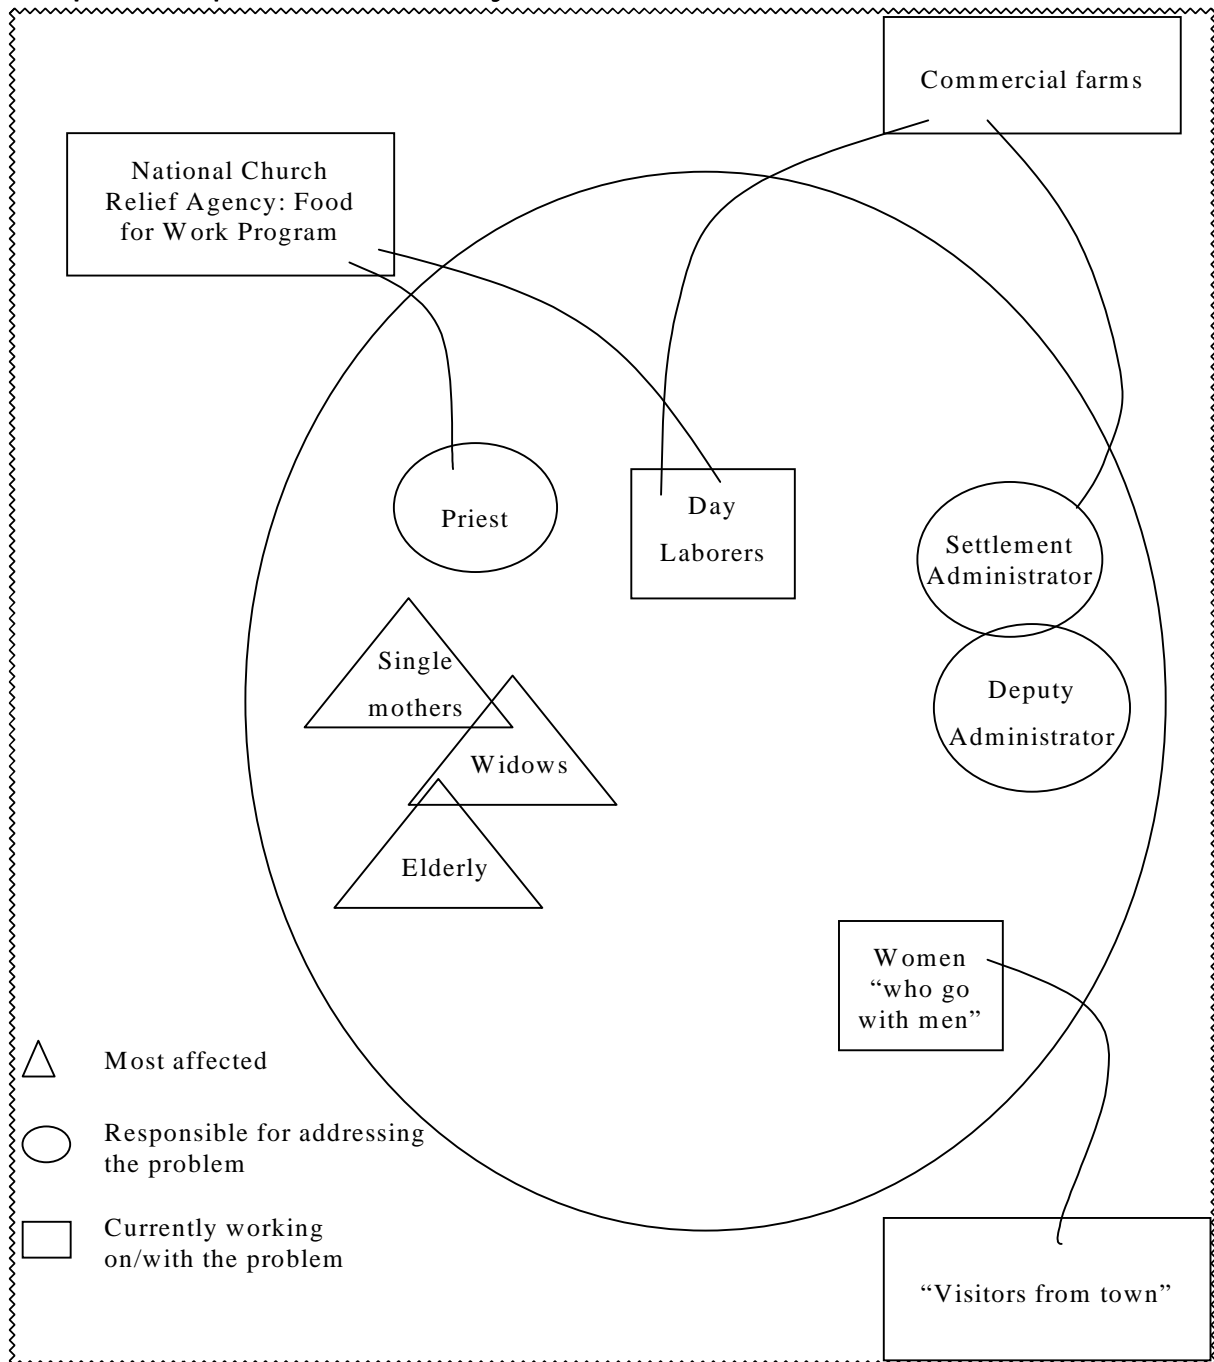 Commercial farms
National Church
Relief Agency: Food
for Work Program
Priest
Day
Laborers
Settlement
Administrator
Single
mothers
Deputy
Administrator
Widows
Elderly
Women
“who go
with men”
Most affected
Responsible for addressing
the problem
Currently working
on/with the problem
“Visitors from town”